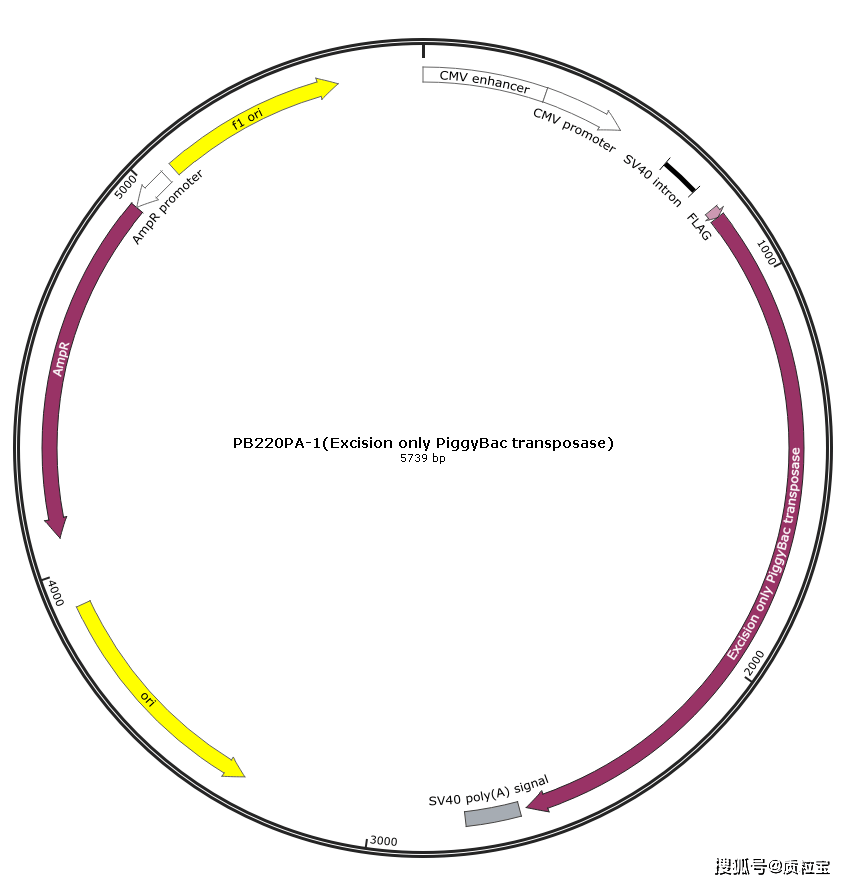 CMV enhancer
CMV promoter
SV40 intron
FLAG
1000
Excision only PiggyBac transposase
2000
SV40 poly(A) signal
3000
ori
4000
AmpR
5000
AmpR promoter
f1 ori
PB220PA-1(Excision only PiggyBac transposase)
5739 bp
搜狐号@质粒宝